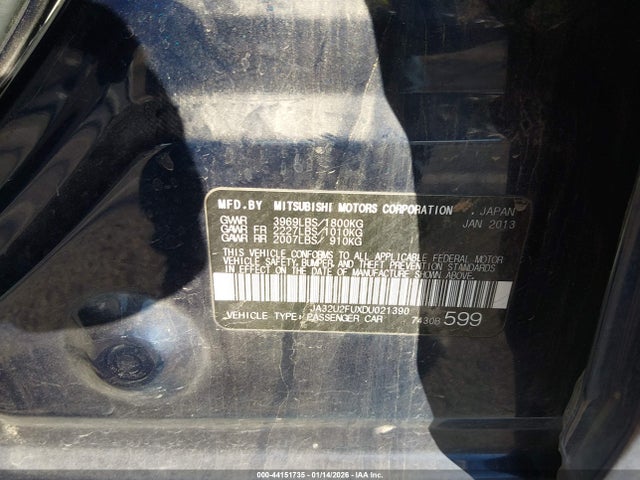 MFD.BY MITSUBISHI MOTORS CORPORATION , JAPAN
GVWR 3969LBS/1800KG JAN 2013
GAWR FR 2227LBS/1010KG
GAWR RR 2007LBS/ 910KG
THIS VEHICLE CONFORMS TO ALL APPLICABLE FEDERAL MOTOR
VEHICLE SAFETY, BUMPER, AND THEFT PREVENTION STANDARDS
IN EFFECT ON THE DATE OF MANUFACTURE SHOWN ABOVE.
JA32U2FUXDU021390
VEHICLE TYPE: PASSENGER CAR 7430B 599
000-44151735 - 01/14/2026 - IAA Inc.